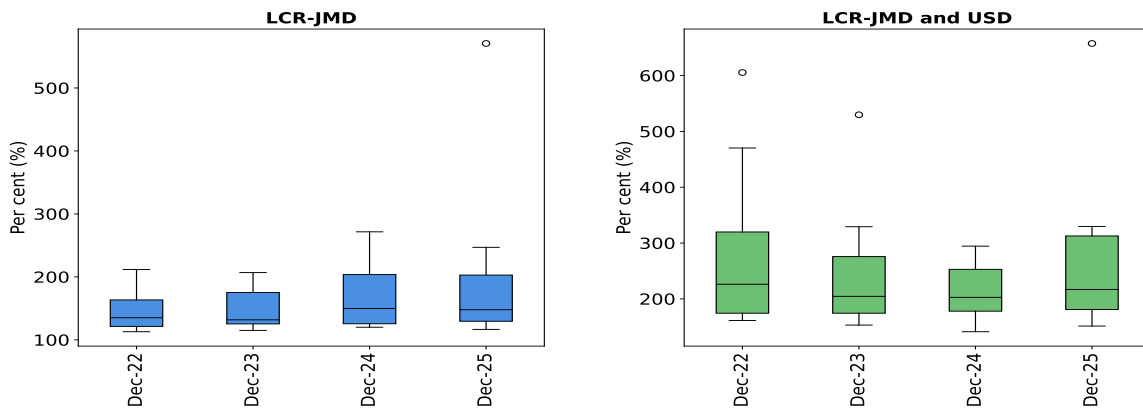 LCR-JMD
Per cent (%)
500
400
300
200
100
Dec-22
Dec-23
Dec-24
Dec-25
LCR-JMD and USD
Per cent (%)
600
500
400
300
200
Dec-22
Dec-23
Dec-24
Dec-25